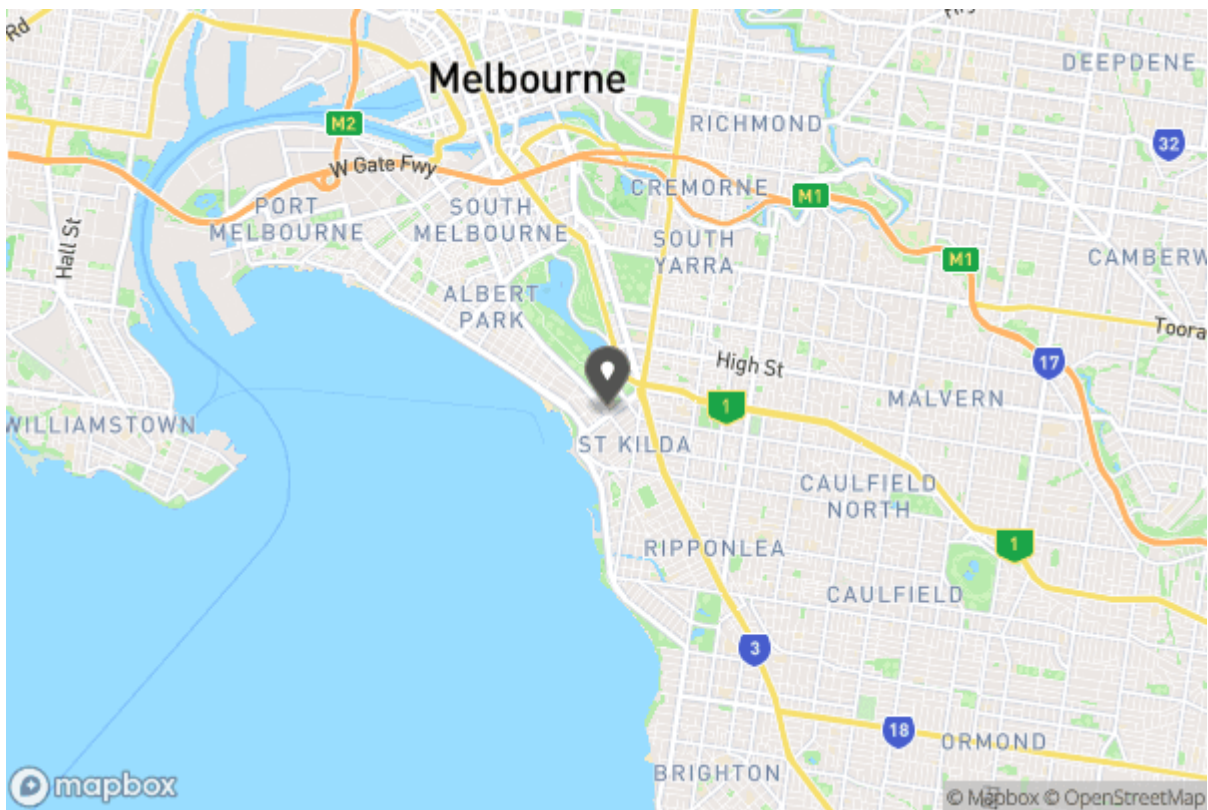 Rd
Melbourne
DEEPDENE
M2
RICHMOND
32
W Gate Fwy
CREMORNE
M1
PORT
MELBOURNE
SOUTH
MELBOURNE
SOUTH
YARRA
Hall St
M1
CAMBERW
ALBERT
PARK
Toora
High St
17
1
MALVERN
WILLIAMSTOWN
ST KILDA
CAULFIELD
NORTH
1
RIPPONLEA
CAULFIELD
3
18
ORMOND
BRIGHTON
mapbox
© Mapbox © OpenStreetMap